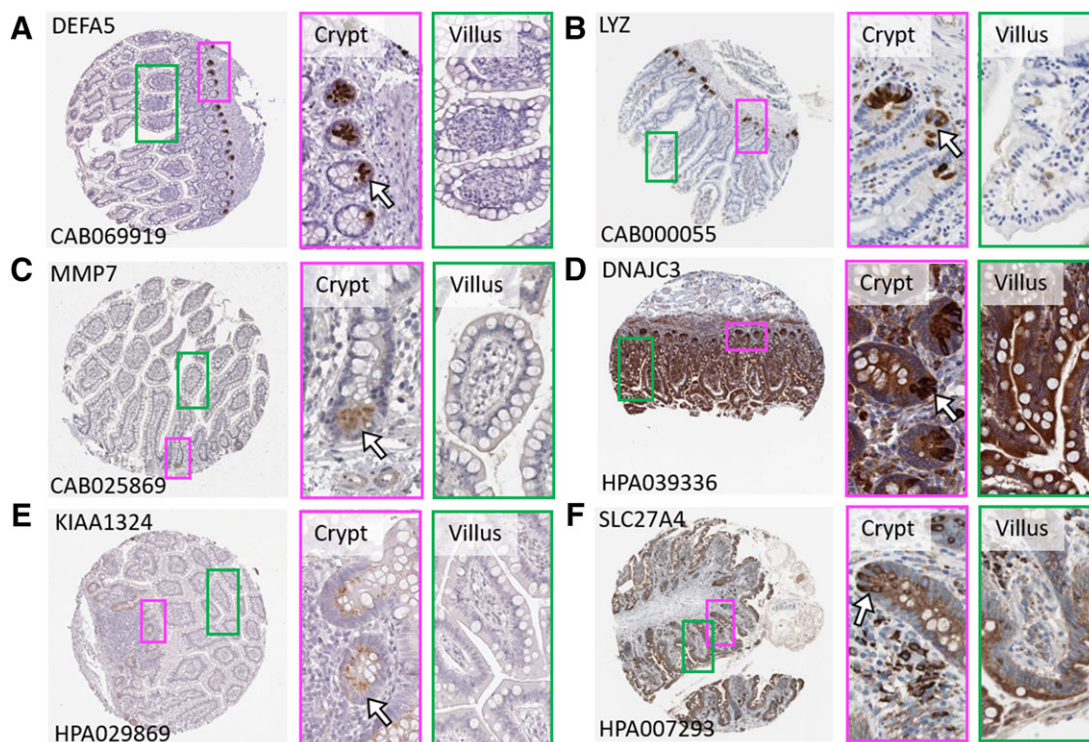 A
DEFA5
Crypt
Villus
CAB069919
B
LYZ
Crypt
Villus
CAB000055
C
MMP7
Crypt
Villus
CAB025869
D
DNAJC3
Crypt
Villus
HPA039336
E
KIAA1324
Crypt
Villus
HPA029869
F
SLC27A4
Crypt
Villus
HPA007293